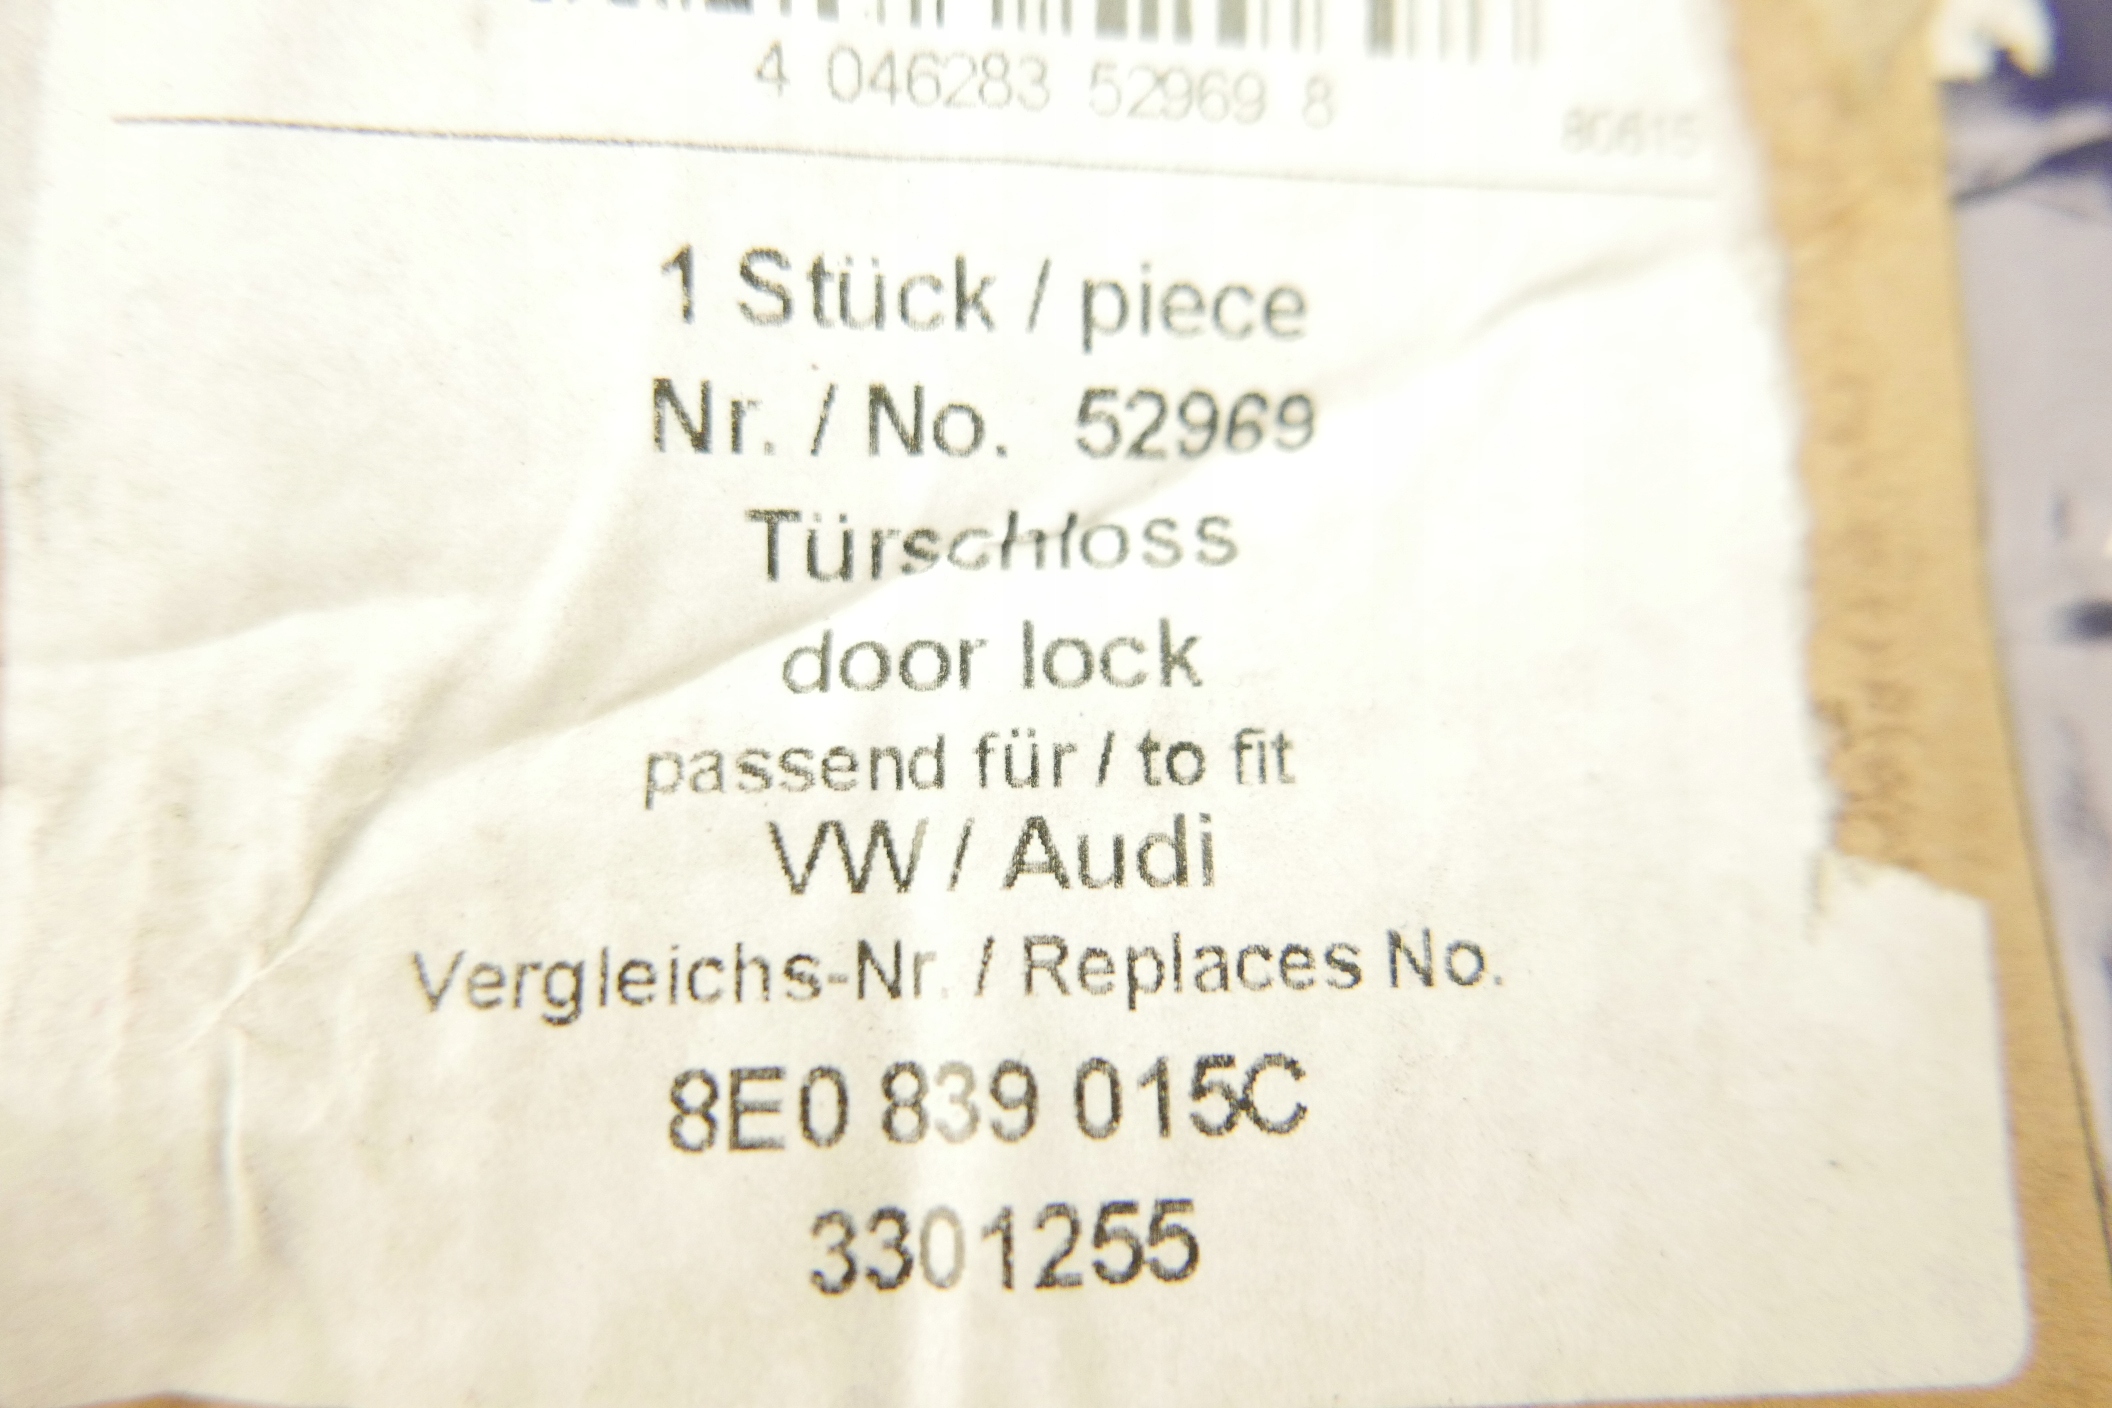 4 046283 52969 8
80615
1 Stück / piece
Nr. / No. 52969
Türschloss
door lock
passend für / to fit
VW / Audi
Vergleichs-Nr. / Replaces No.
8E0 839 015C
3301255